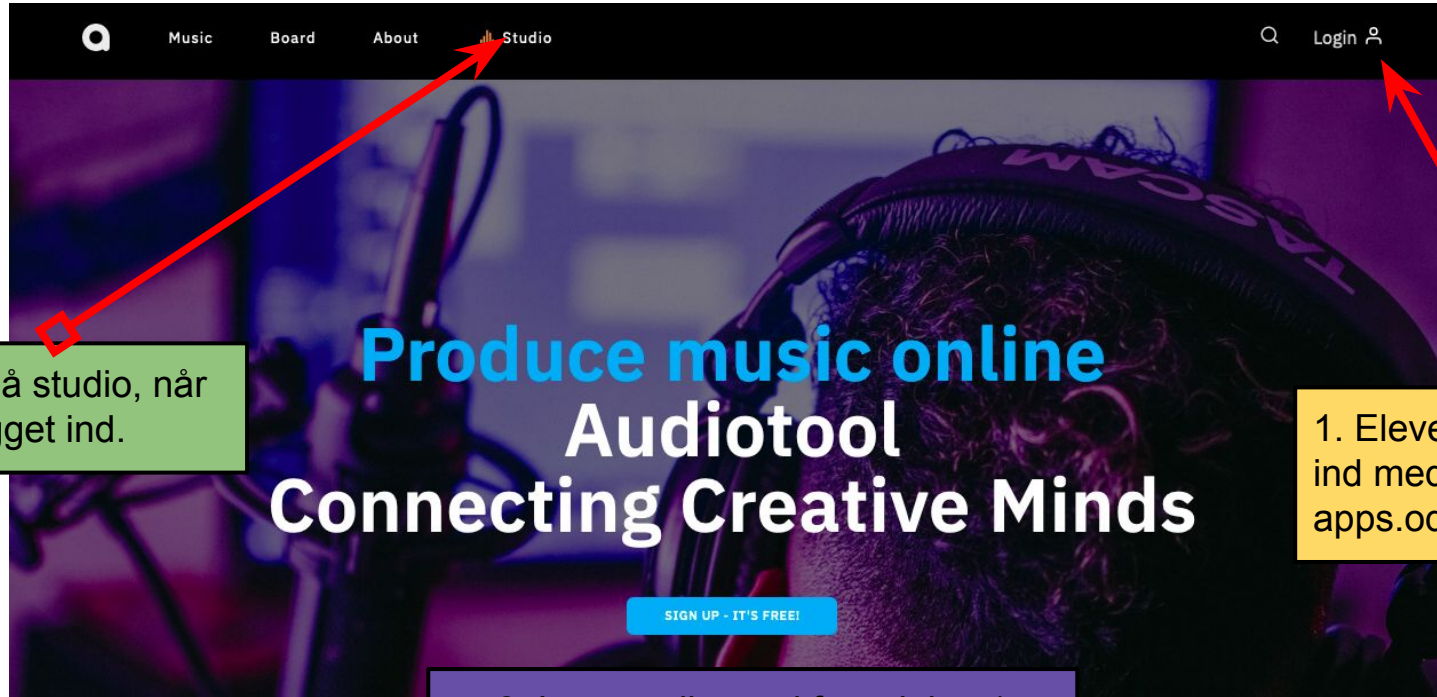 Music Board About Studio Login
TASCAM
Produce music online
Audiotool
Connecting Creative Minds
å studio, når
get ind.
1. Eleve
ind med
apps.od
SIGN UP - IT'S FREE!